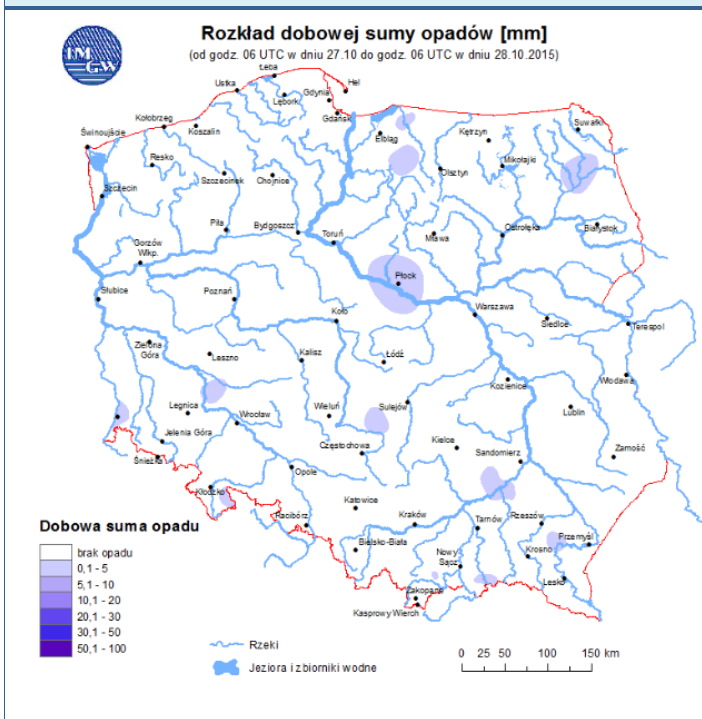 Rozkład dobowej sumy opadów [mm]
(od godz. 06 UTC w dniu 27.10 do godz. 06 UTC w dniu 28.10.2015)
IM
GW
Łeba
Hel
Ustka
Gdynia
Lębork
Gdańsk
Kołobrzeg
Koszalin
Elbląg
Kętrzyn
Suwałki
Świnoujście
Resko
Szczecinek
Chojnice
Olsztyn
Mikołajki
Szczecin
Piła
Bydgoszcz
Toruń
Mława
Ostrołęka
Białystok
Gorzów
Wlkp.
Płock
Słubice
Poznań
Koło
Warszawa
Siedlce
Terespol
Zielona
Góra
Leszno
Kalisz
Łódź
Kozienice
Włodawa
Legnica
Wrocław
Wieluń
Sulejów
Lublin
Jelenia Góra
Częstochowa
Kielce
Sandomierz
Zamość
Śnieżka
Opole
Kłodzko
Katowice
Racibórz
Kraków
Tarnów
Rzeszów
Przemyśl
Bielsko-Biała
Nowy
Sącz
Krosno
Lesko
Zakopane
Kasprowy Wierch
Dobowa suma opadu
brak opadu
0,1 - 5
5,1 - 10
10,1 - 20
20,1 - 30
30,1 - 50
50,1 - 100
Rzeki
Jeziora i zbiorniki wodne
0 25 50 100 150 km